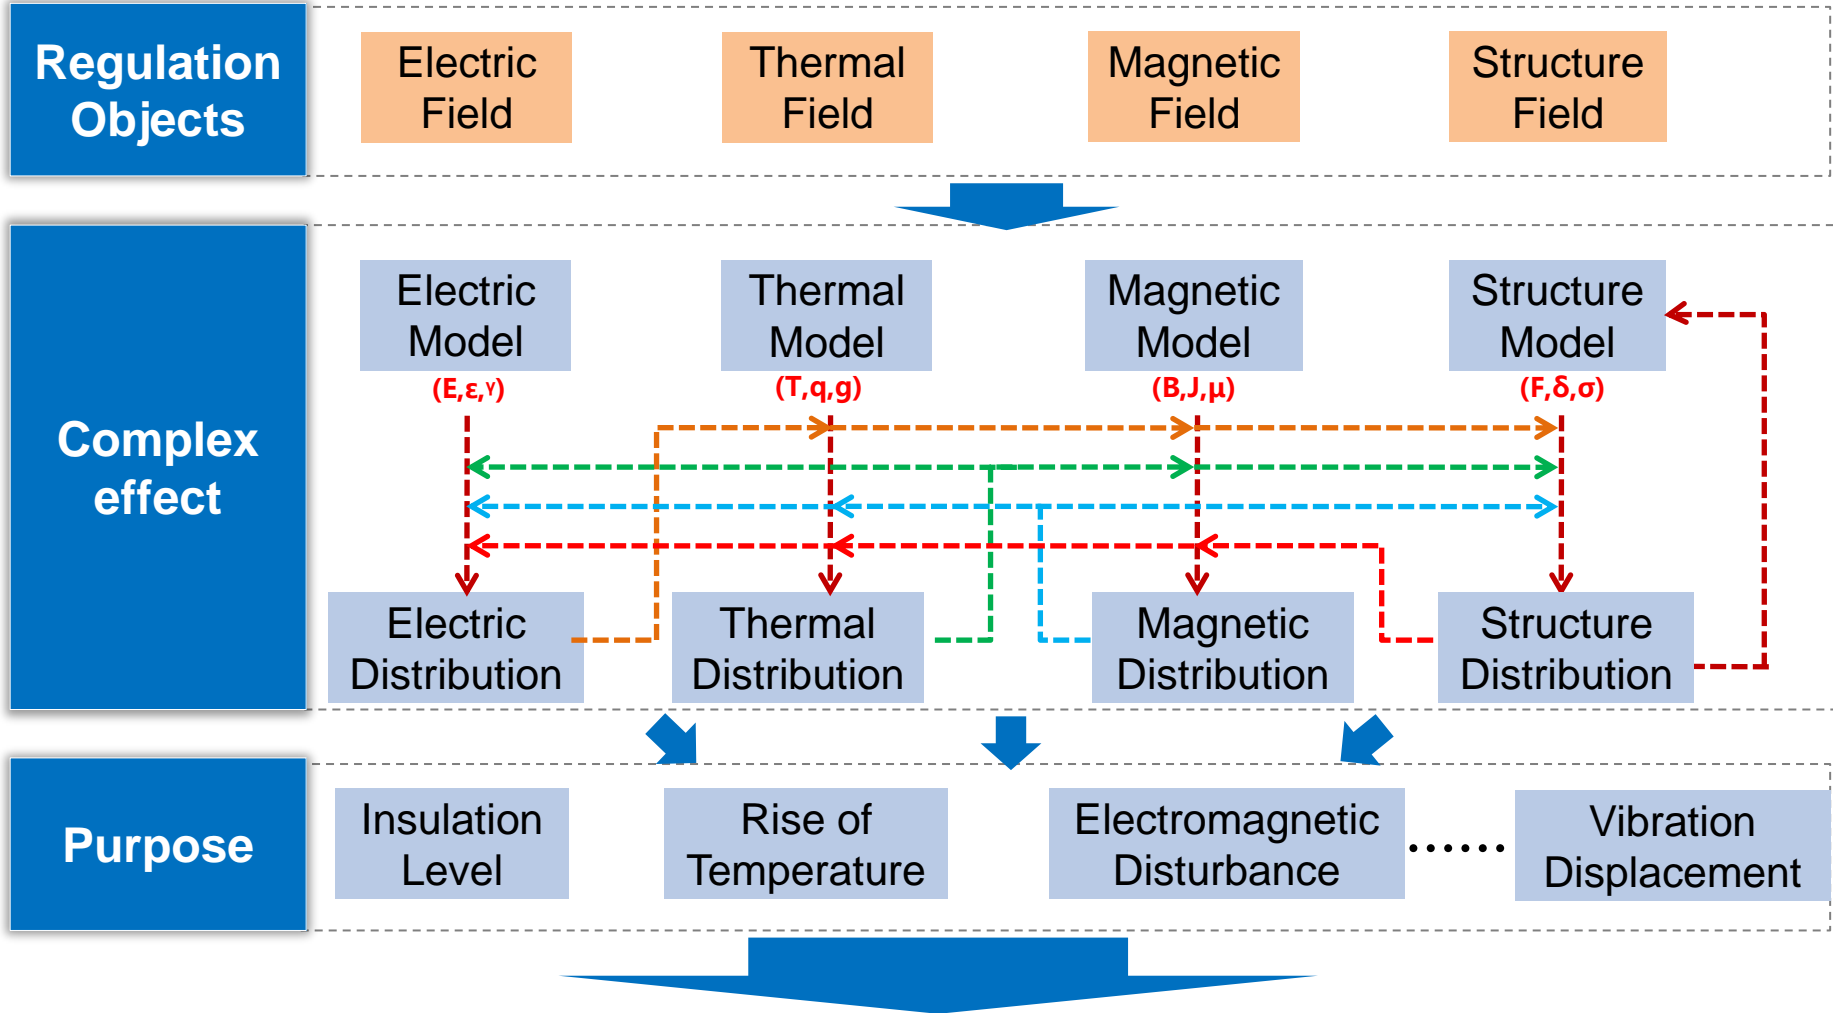 Regulation
Objects
Electric
Field
Thermal
Field
Magnetic
Field
Structure
Field
Complex
effect
Electric
Model
Thermal
Model
Magnetic
Model
Structure
Model
(E,ε,γ)
(T,q,g)
(B,J,μ)
(F,δ,σ)
Electric
Distribution
Thermal
Distribution
Magnetic
Distribution
Structure
Distribution
Purpose
Insulation
Level
Rise of
Temperature
Electromagnetic
Disturbance
······
Vibration
Displacement